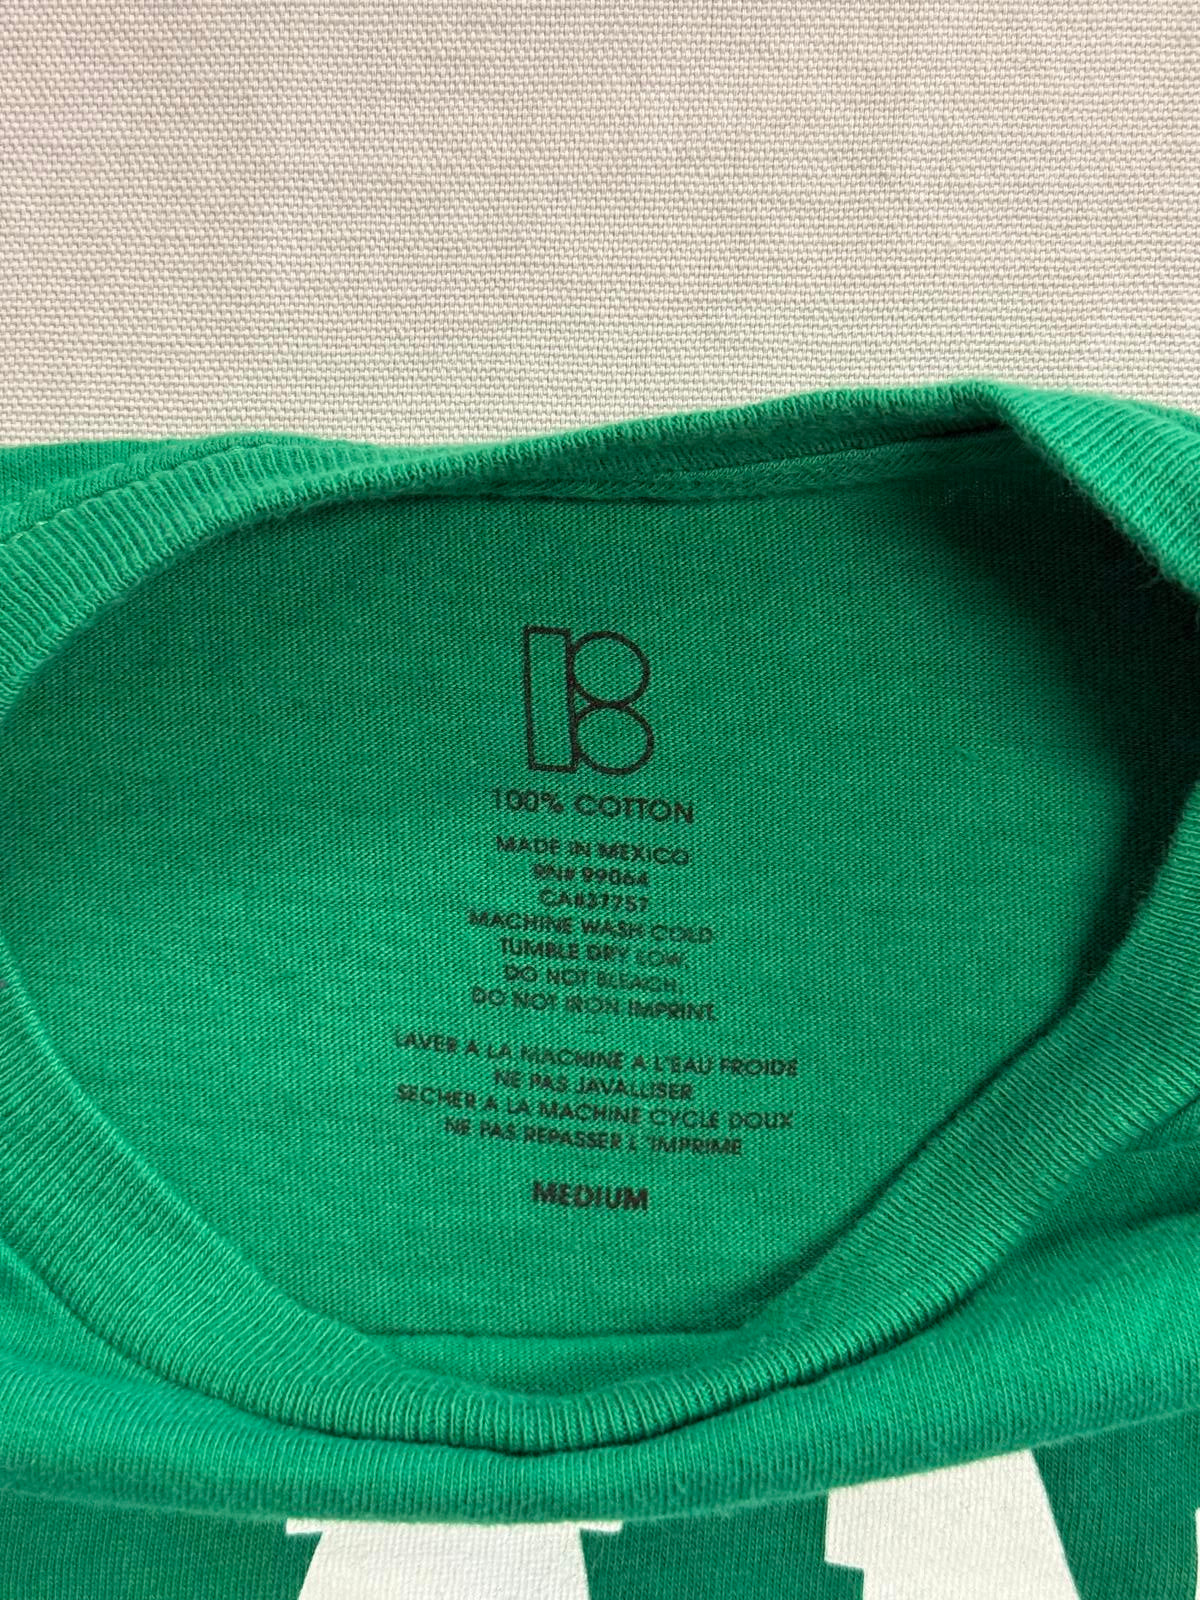 100% COTTON
MADE IN MEXICO
RN# 99064
CA#37757
MACHINE WASH COLD
TUMBLE DRY LOW.
DO NOT BLEACH.
DO NOT IRON IMPRINT.
LAVER A LA MACHINE A L'EAU FROIDE
NE PAS JAVALLISER
SECHER A LA MACHINE CYCLE DOUX
NE PAS REPASSER L 'IMPRIME
MEDIUM